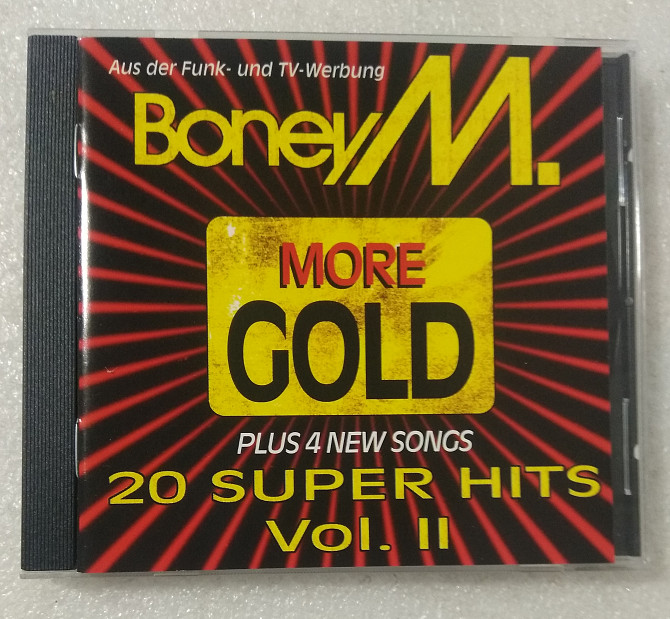 Aus der Funk- und TV-Werbung
Boney M.
MORE
GOLD
PLUS 4 NEW SONGS
20 SUPER HITS
Vol. II